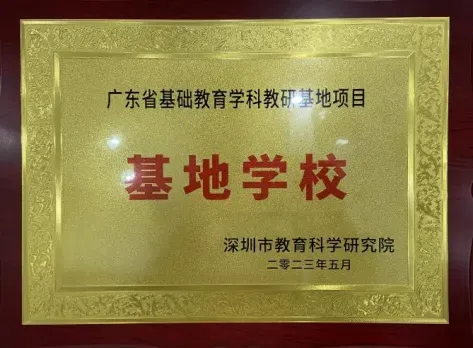 广东省基础教育学科教研基地项目
基地学校
深圳市教育科学研究院
二零二三年五月